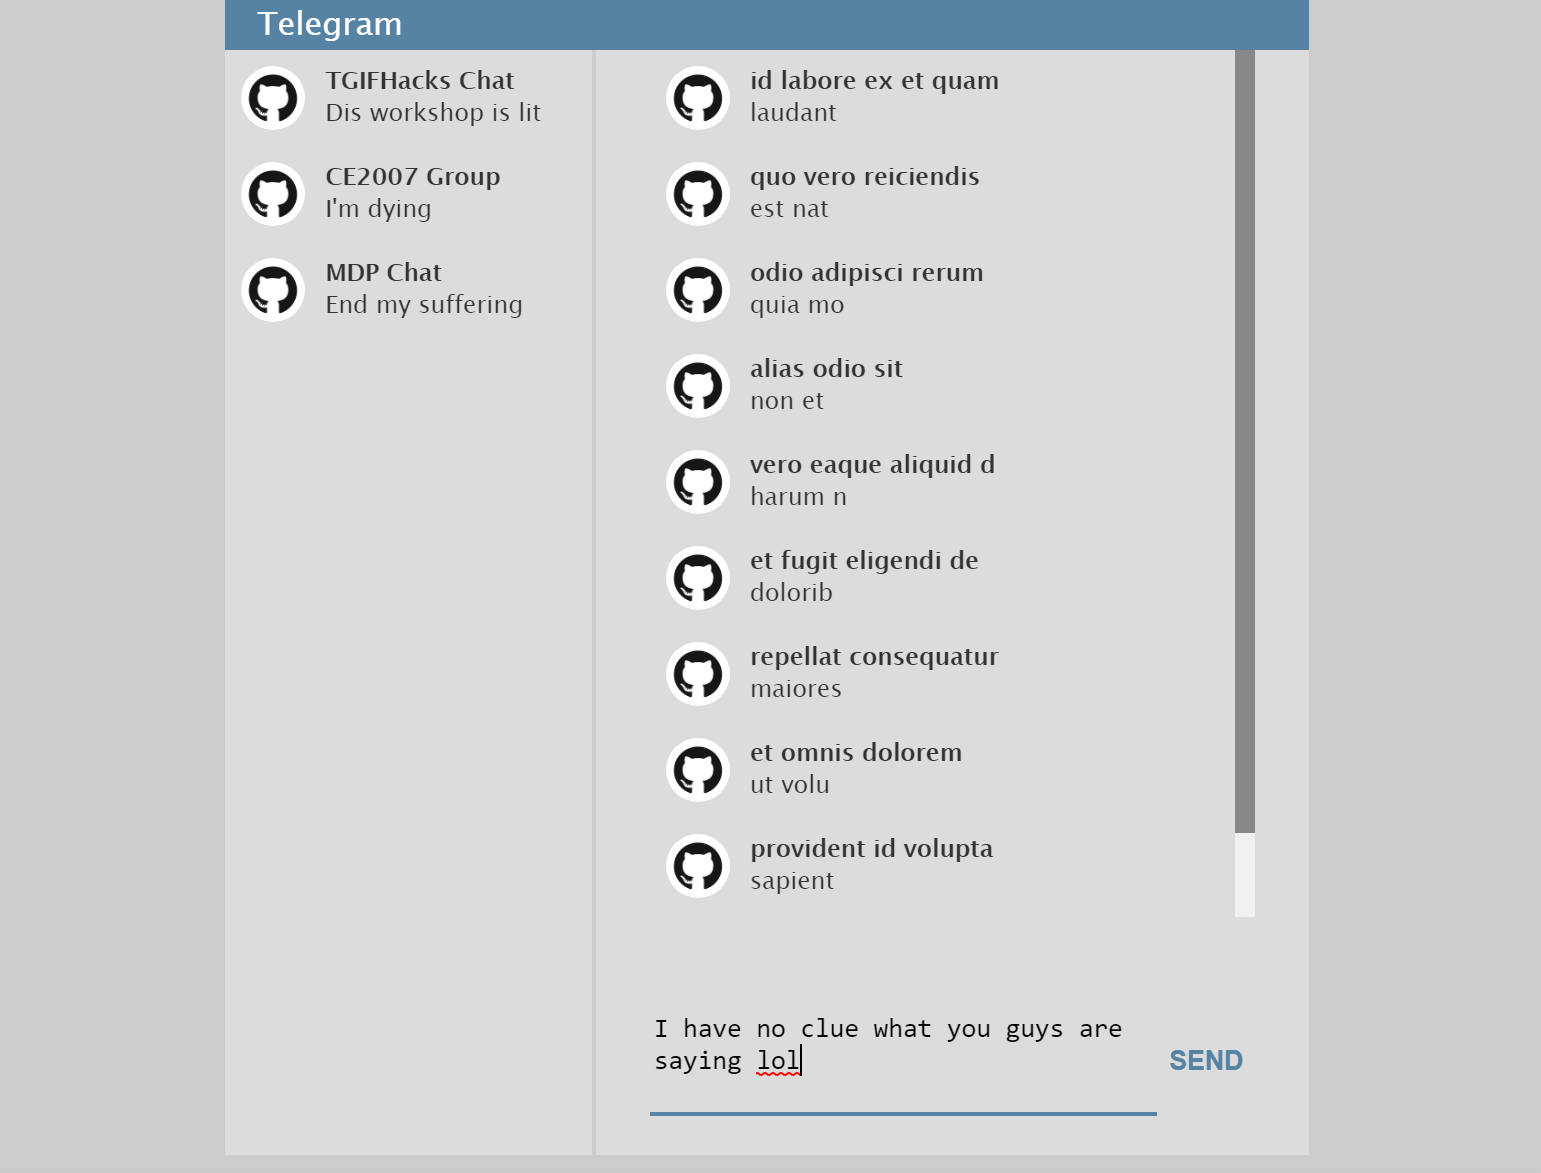 Telegram
TGIFHacks Chat
Dis workshop is lit
CE2007 Group
I'm dying
MDP Chat
End my suffering
id labore ex et quam
laudant
quo vero reiciendis
est nat
odio adipisci rerum
quia mo
alias odio sit
non et
vero eaque aliquid d
harum n
et fugit eligendi de
dolorib
repellat consequatur
maiores
et omnis dolorem
ut volu
provident id volupta
sapient
I have no clue what you guys are
saying lol
SEND